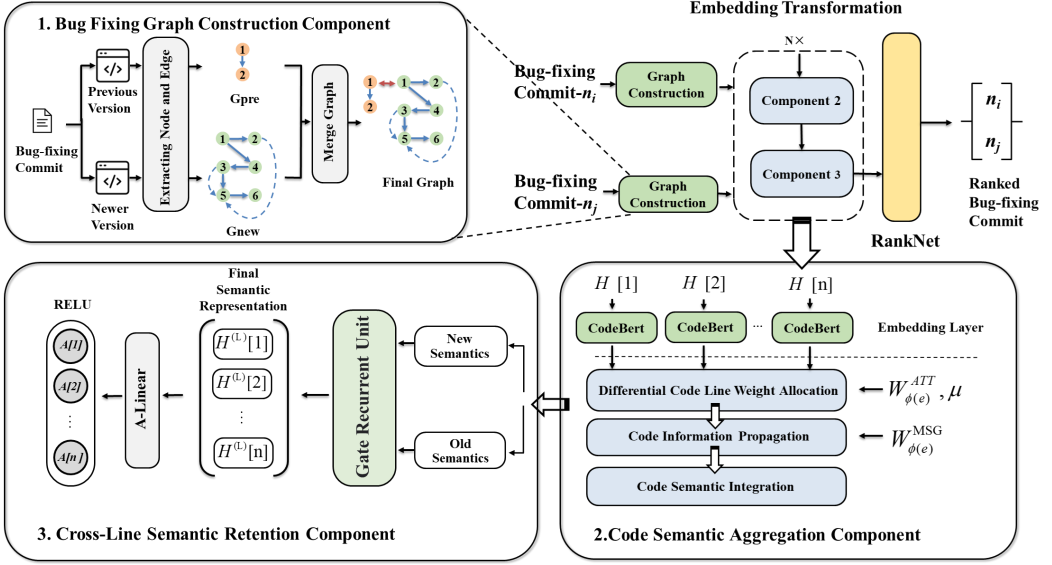 1. Bug Fixing Graph Construction Component
Bug-fixing
Commit
Previous
Version
Newer
Version
Extracting Node and Edge
1
2
Gpre
1
2
3
4
5
6
Gnew
Merge Graph
1
1
2
2
3
4
5
6
Final Graph
Embedding Transformation
Bug-fixing
Commit-n_i
Graph
Construction
Bug-fixing
Commit-n_j
Graph
Construction
N×
Component 2
Component 3
RankNet
n_i
n_j
Ranked
Bug-fixing
Commit
H [1]
H [2]
H [n]
CodeBert
CodeBert
...
CodeBert
Embedding Layer
Differential Code Line Weight Allocation
W_{ϕ(e)}^{ATT}, μ
Code Information Propagation
W_{ϕ(e)}^{MSG}
Code Semantic Integration
2.Code Semantic Aggregation Component
New
Semantics
Old
Semantics
Gate Recurrent Unit
Final
Semantic
Representation
H^{(L)}[1]
H^{(L)}[2]
⋮
H^{(L)}[n]
A-Linear
RELU
A[1]
A[2]
⋮
A[n]
3. Cross-Line Semantic Retention Component